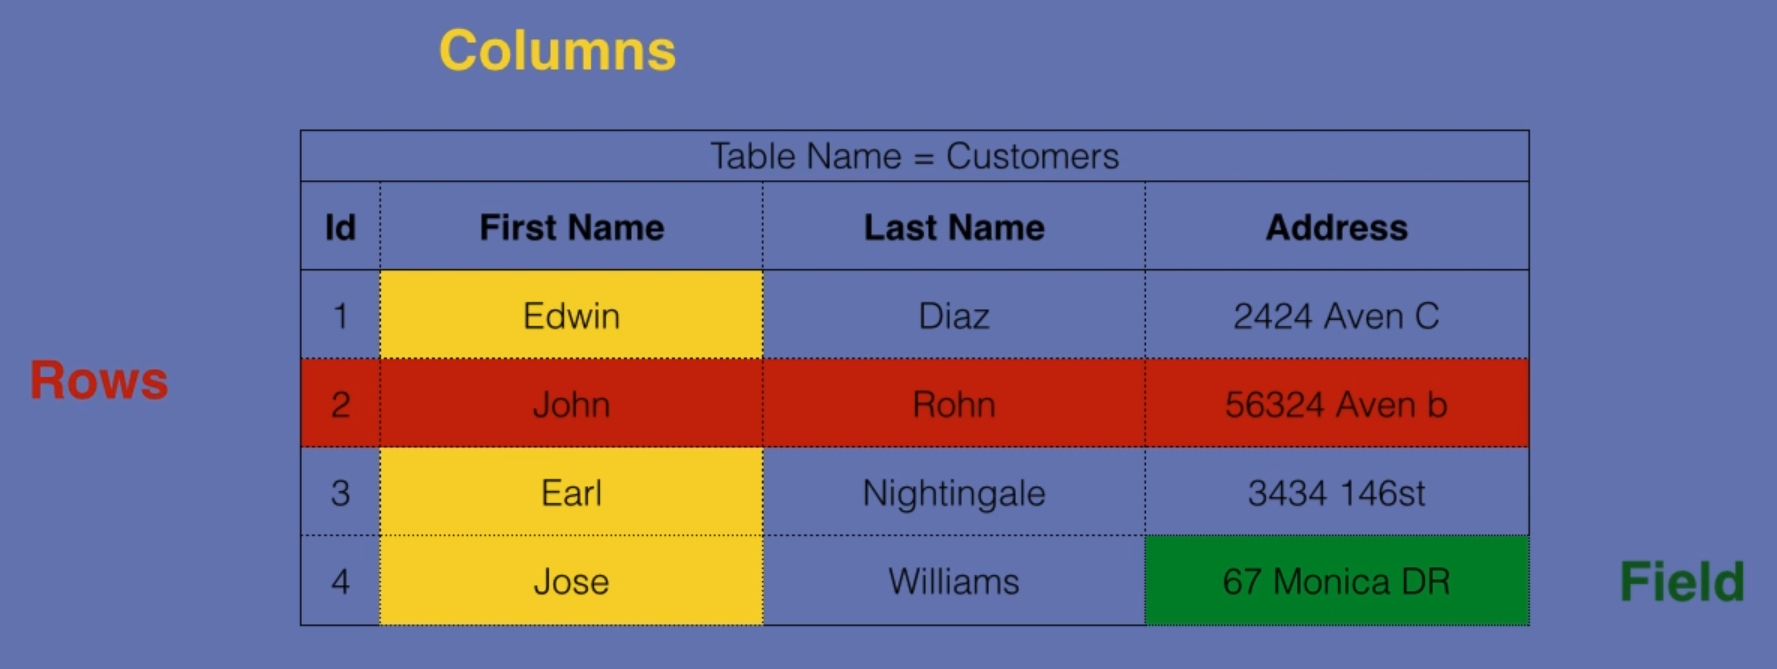 Columns
Table Name = Customers
Id First Name Last Name Address
1 Edwin Diaz 2424 Aven C
Rows
2 John Rohn 56324 Aven b
3 Earl Nightingale 3434 146st
4 Jose Williams 67 Monica DR
Field